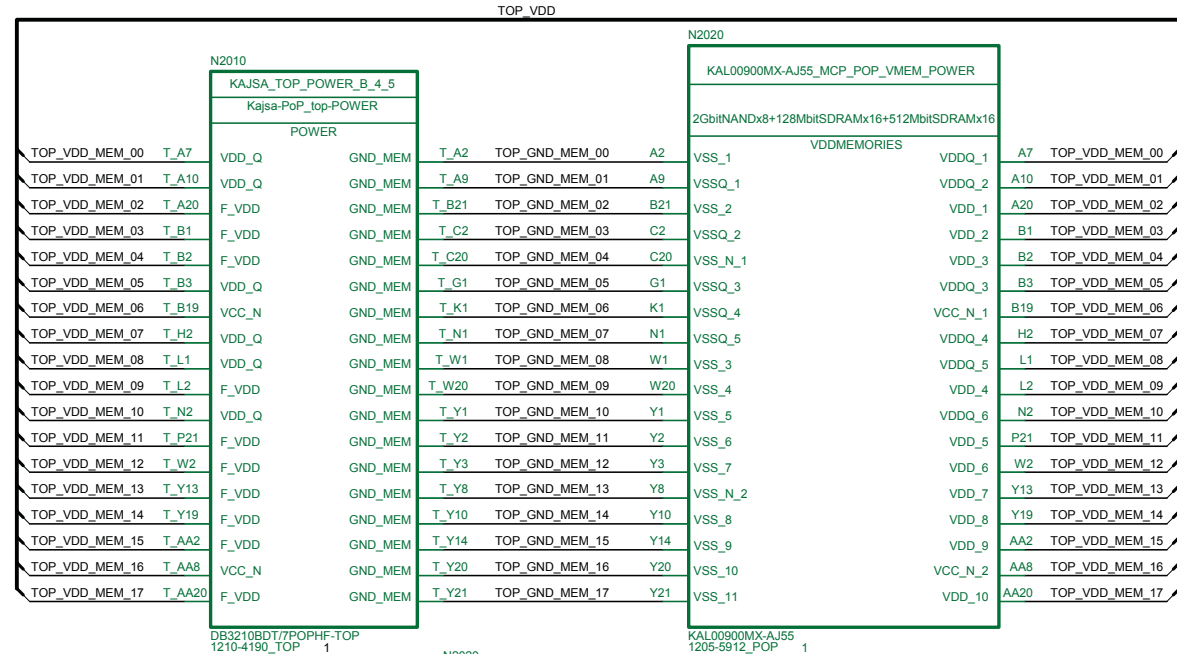 TOP_VDD
N2020
N2010
KAJSA_TOP_POWER_B_4_5
KAL00900MX-AJ55_MCP_POP_VMEM_POWER
Kajsa-PoP_top-POWER
2GbitNANDx8+128MbitSDRAMx16+512MbitSDRAMx16
POWER
VDDMEMORIES
TOP_VDD_MEM_00 T_A7 VDD_Q GND_MEM T_A2 TOP_GND_MEM_00 A2 VSS_1 VDDQ_1 A7 TOP_VDD_MEM_00
TOP_VDD_MEM_01 T_A10 VDD_Q GND_MEM T_A9 TOP_GND_MEM_01 A9 VSSQ_1 VDDQ_2 A10 TOP_VDD_MEM_01
TOP_VDD_MEM_02 T_A20 F_VDD GND_MEM T_B21 TOP_GND_MEM_02 B21 VSS_2 VDD_1 A20 TOP_VDD_MEM_02
TOP_VDD_MEM_03 T_B1 F_VDD GND_MEM T_C2 TOP_GND_MEM_03 C2 VSSQ_2 VDD_2 B1 TOP_VDD_MEM_03
TOP_VDD_MEM_04 T_B2 F_VDD GND_MEM T_C20 TOP_GND_MEM_04 C20 VSS_N_1 VDD_3 B2 TOP_VDD_MEM_04
TOP_VDD_MEM_05 T_B3 VDD_Q GND_MEM T_G1 TOP_GND_MEM_05 G1 VSSQ_3 VDDQ_3 B3 TOP_VDD_MEM_05
TOP_VDD_MEM_06 T_B19 VCC_N GND_MEM T_K1 TOP_GND_MEM_06 K1 VSSQ_4 VCC_N_1 B19 TOP_VDD_MEM_06
TOP_VDD_MEM_07 T_H2 VDD_Q GND_MEM T_N1 TOP_GND_MEM_07 N1 VSSQ_5 VDDQ_4 H2 TOP_VDD_MEM_07
TOP_VDD_MEM_08 T_L1 VDD_Q GND_MEM T_W1 TOP_GND_MEM_08 W1 VSS_3 VDDQ_5 L1 TOP_VDD_MEM_08
TOP_VDD_MEM_09 T_L2 F_VDD GND_MEM T_W20 TOP_GND_MEM_09 W20 VSS_4 VDD_4 L2 TOP_VDD_MEM_09
TOP_VDD_MEM_10 T_N2 VDD_Q GND_MEM T_Y1 TOP_GND_MEM_10 Y1 VSS_5 VDDQ_6 N2 TOP_VDD_MEM_10
TOP_VDD_MEM_11 T_P21 F_VDD GND_MEM T_Y2 TOP_GND_MEM_11 Y2 VSS_6 VDD_5 P21 TOP_VDD_MEM_11
TOP_VDD_MEM_12 T_W2 F_VDD GND_MEM T_Y3 TOP_GND_MEM_12 Y3 VSS_7 VDD_6 W2 TOP_VDD_MEM_12
TOP_VDD_MEM_13 T_Y13 F_VDD GND_MEM T_Y8 TOP_GND_MEM_13 Y8 VSS_N_2 VDD_7 Y13 TOP_VDD_MEM_13
TOP_VDD_MEM_14 T_Y19 F_VDD GND_MEM T_Y10 TOP_GND_MEM_14 Y10 VSS_8 VDD_8 Y19 TOP_VDD_MEM_14
TOP_VDD_MEM_15 T_AA2 F_VDD GND_MEM T_Y14 TOP_GND_MEM_15 Y14 VSS_9 VDD_9 AA2 TOP_VDD_MEM_15
TOP_VDD_MEM_16 T_AA8 VCC_N GND_MEM T_Y20 TOP_GND_MEM_16 Y20 VSS_10 VCC_N_2 AA8 TOP_VDD_MEM_16
TOP_VDD_MEM_17 T_AA20 F_VDD GND_MEM T_Y21 TOP_GND_MEM_17 Y21 VSS_11 VDD_10 AA20 TOP_VDD_MEM_17
DB3210BDT/7POPHF-TOP KAL00900MX-AJ55
1210-4190_TOP 1 1205-5912_POP 1